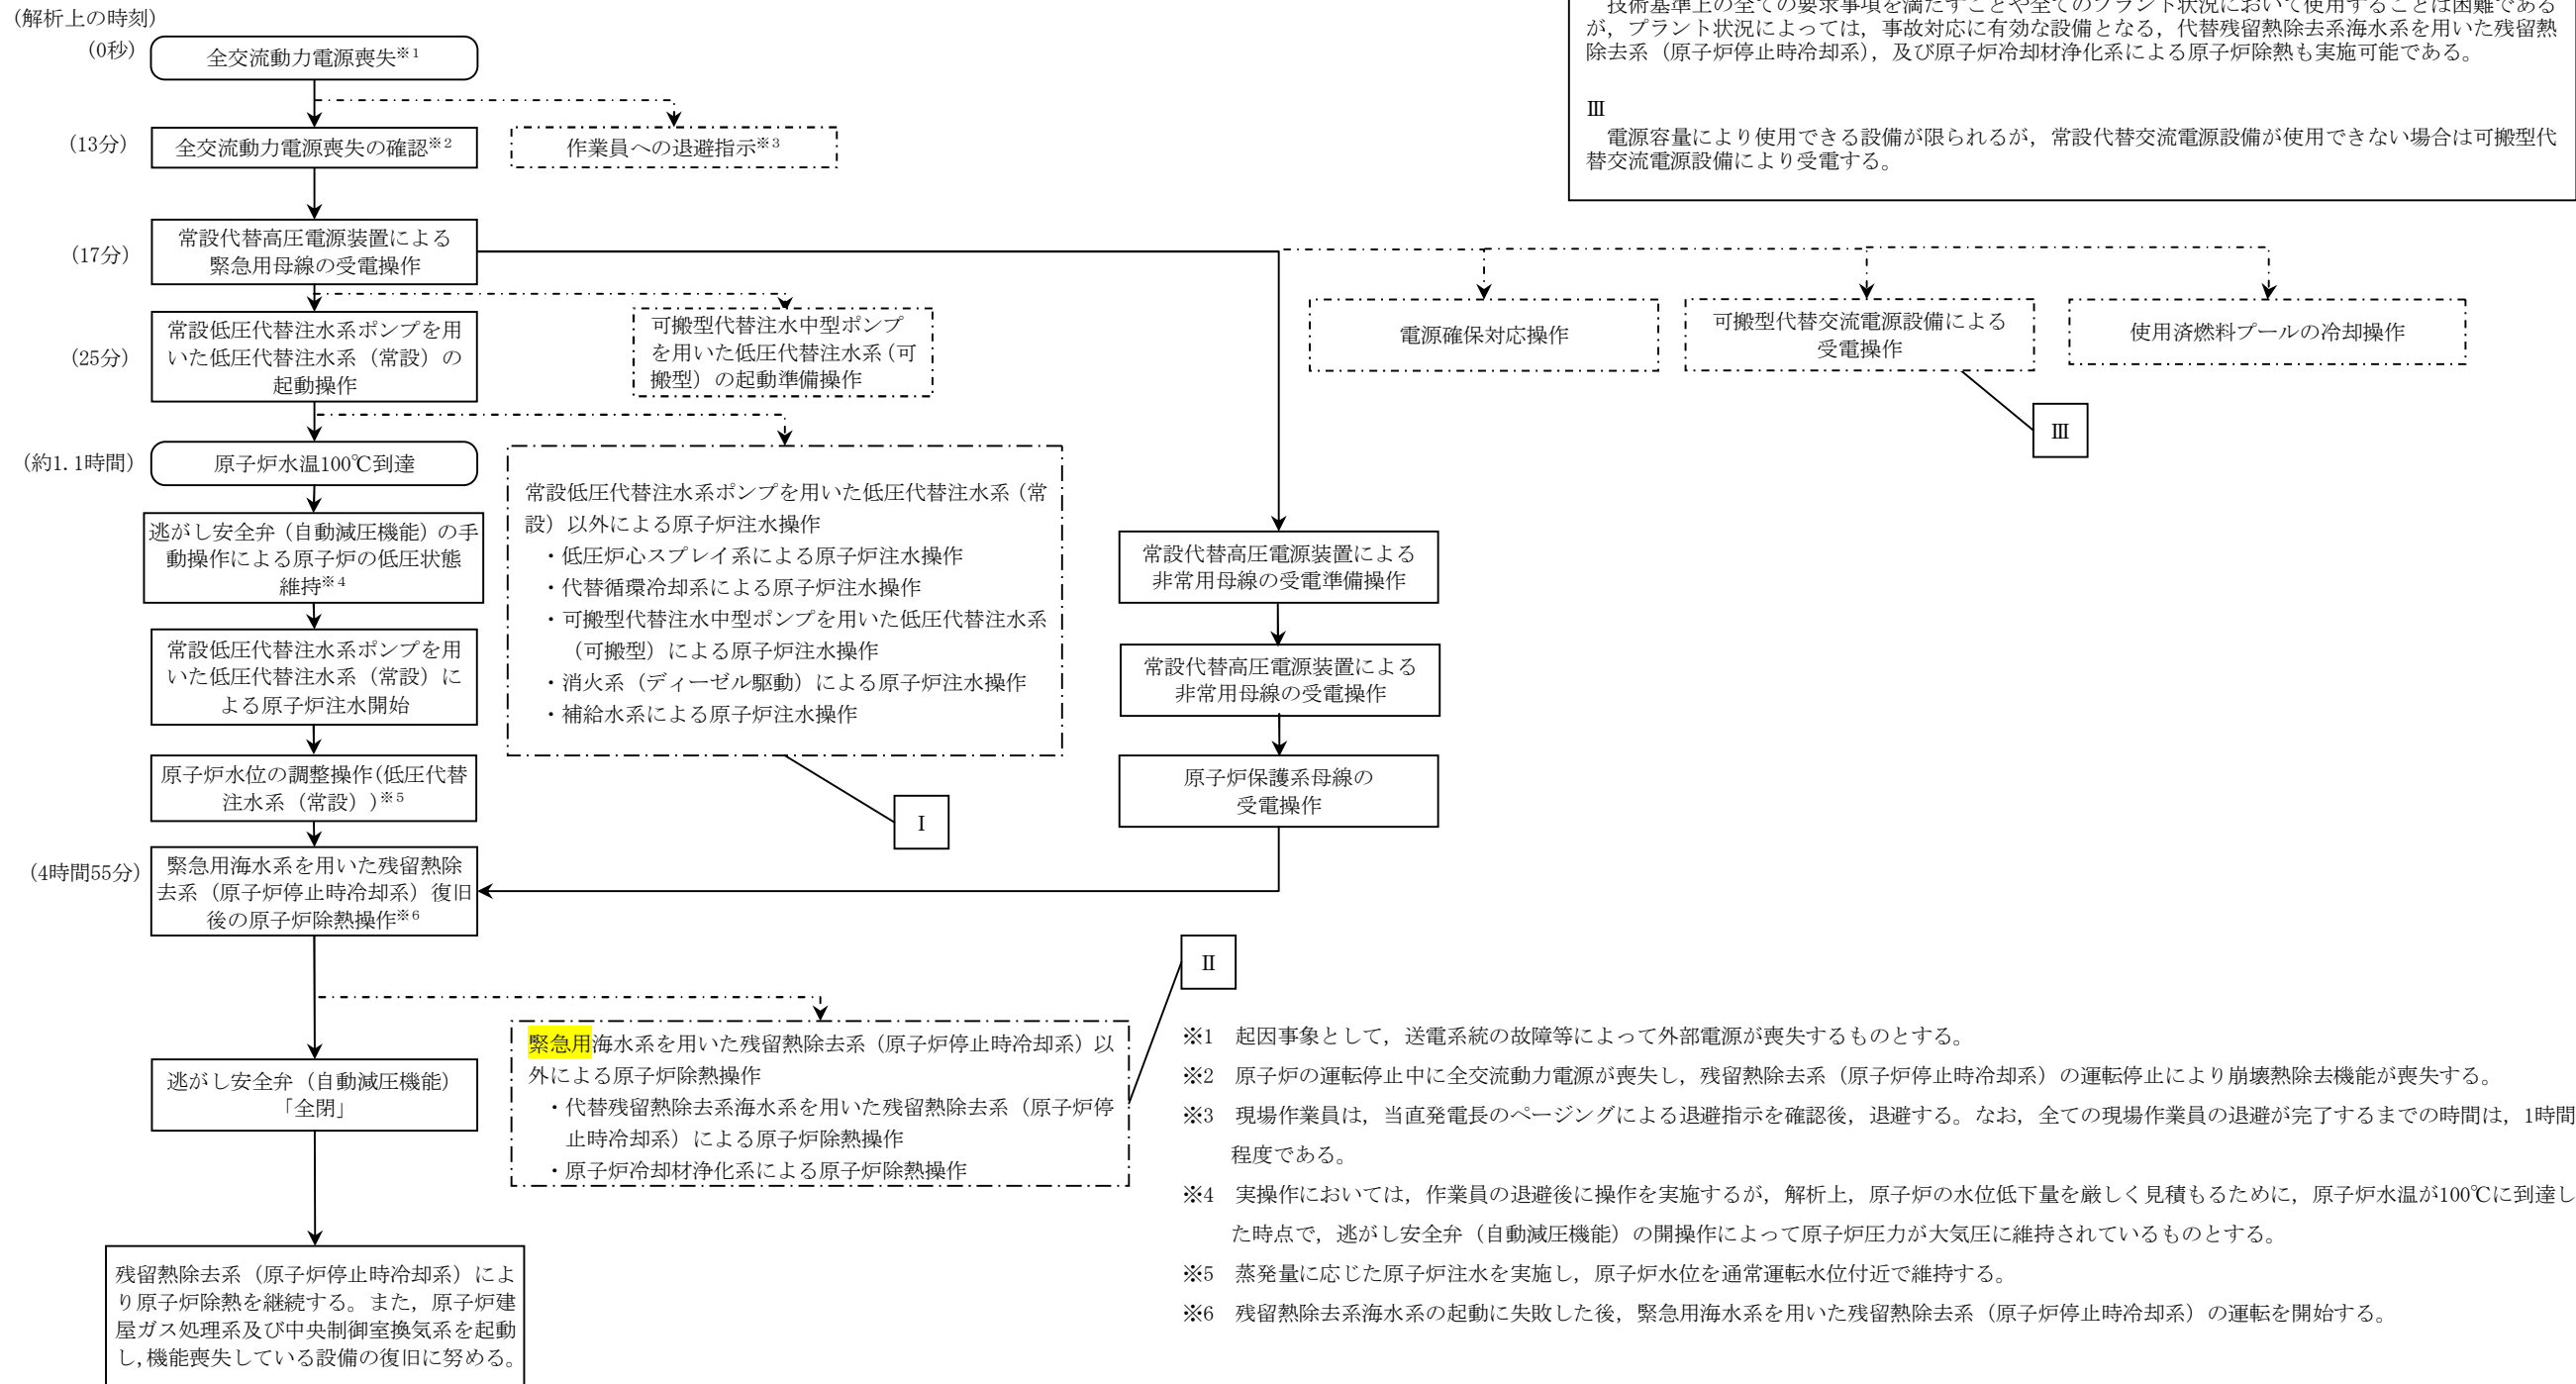 (解析上の時刻)
(0秒)
全交流動力電源喪失※1
(13分)
全交流動力電源喪失の確認※2
作業員への退避指示※3
(17分)
常設代替高圧電源装置による
緊急用母線の受電操作
(25分)
常設低圧代替注水系ポンプを用
いた低圧代替注水系（常設）の
起動操作
可搬型代替注水中型ポンプ
を用いた低圧代替注水系（可
搬型）の起動準備操作
(約1.1時間)
原子炉水温100℃到達
逃がし安全弁（自動減圧機能）の手
動操作による原子炉の低圧状態
維持※4
常設低圧代替注水系ポンプを用
いた低圧代替注水系（常設）に
よる原子炉注水開始
原子炉水位の調整操作（低圧代替
注水系（常設））※5
(4時間55分)
緊急用海水系を用いた残留熱除
去系（原子炉停止時冷却系）復旧
後の原子炉除熱操作※6
逃がし安全弁（自動減圧機能）
「全閉」
残留熱除去系（原子炉停止時冷却系）によ
り原子炉除熱を継続する。また，原子炉建
屋ガス処理系及び中央制御室換気系を起動
し，機能喪失している設備の復旧に努める。
常設低圧代替注水系ポンプを用いた低圧代替注水系（常
設）以外による原子炉注水操作
・低圧炉心スプレイ系による原子炉注水操作
・代替循環冷却系による原子炉注水操作
・可搬型代替注水中型ポンプを用いた低圧代替注水系
（可搬型）による原子炉注水操作
・消火系（ディーゼル駆動）による原子炉注水操作
・補給水系による原子炉注水操作
Ⅰ
緊急用海水系を用いた残留熱除去系（原子炉停止時冷却系）以
外による原子炉除熱操作
・代替残留熱除去系海水系を用いた残留熱除去系（原子炉停
止時冷却系）による原子炉除熱操作
・原子炉冷却材浄化系による原子炉除熱操作
Ⅱ
常設代替高圧電源装置による
非常用母線の受電準備操作
常設代替高圧電源装置による
非常用母線の受電操作
原子炉保護系母線の
受電操作
電源確保対応操作
可搬型代替交流電源設備による
受電操作
使用済燃料プールの冷却操作
Ⅲ
技術基準上の全ての要求事項を満たすことや全てのプラント状況において使用することは困難である
が，プラント状況によっては，事故対応に有効な設備となる，代替残留熱除去系海水系を用いた残留熱
除去系（原子炉停止時冷却系），及び原子炉冷却材浄化系による原子炉除熱も実施可能である。
Ⅲ
電源容量により使用できる設備が限られるが，常設代替交流電源設備が使用できない場合は可搬型代
替交流電源設備により受電する。
※1　起因事象として，送電系統の故障等によって外部電源が喪失するものとする。
※2　原子炉の運転停止中に全交流動力電源が喪失し，残留熱除去系（原子炉停止時冷却系）の運転停止により崩壊熱除去機能が喪失する。
※3　現場作業員は，当直発電長のページングによる退避指示を確認後，退避する。なお，全ての現場作業員の退避が完了するまでの時間は，1時間
程度である。
※4　実操作においては，作業員の退避後に操作を実施するが，解析上，原子炉の水位低下量を厳しく見積もるために，原子炉水温が100℃に到達し
た時点で，逃がし安全弁（自動減圧機能）の開操作によって原子炉圧力が大気圧に維持されているものとする。
※5　蒸発量に応じた原子炉注水を実施し，原子炉水位を通常運転水位付近で維持する。
※6　残留熱除去系海水系の起動に失敗した後，緊急用海水系を用いた残留熱除去系（原子炉停止時冷却系）の運転を開始する。